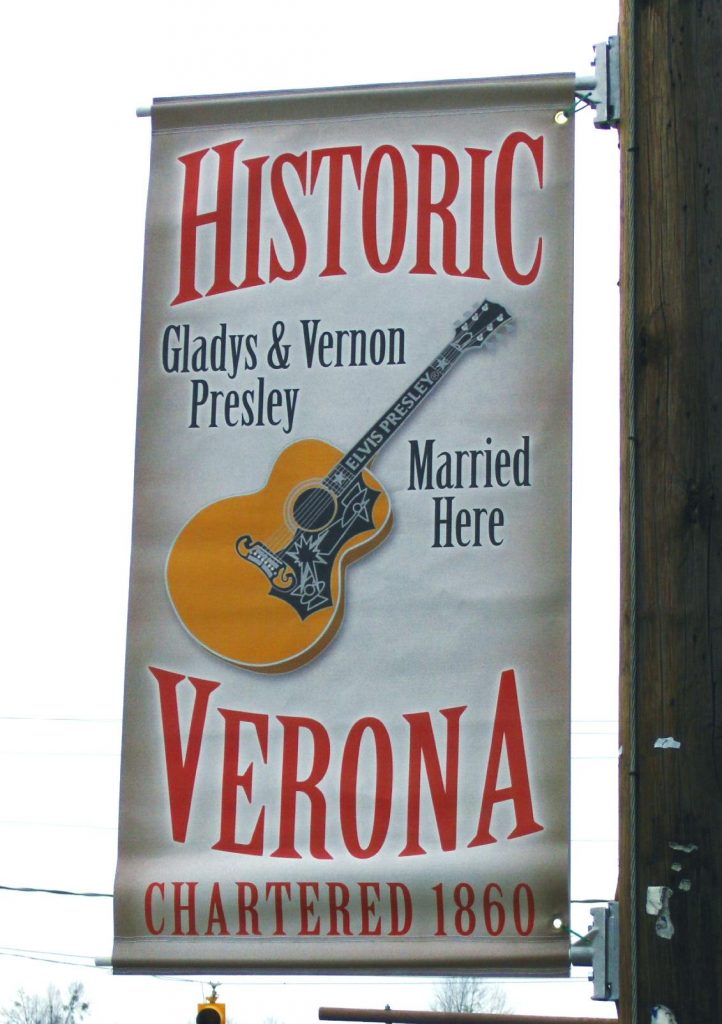 HISTORIC
Gladys & Vernon
Presley
ELVIS PRESLEY
Married
Here
VERONA
CHARTERED 1860